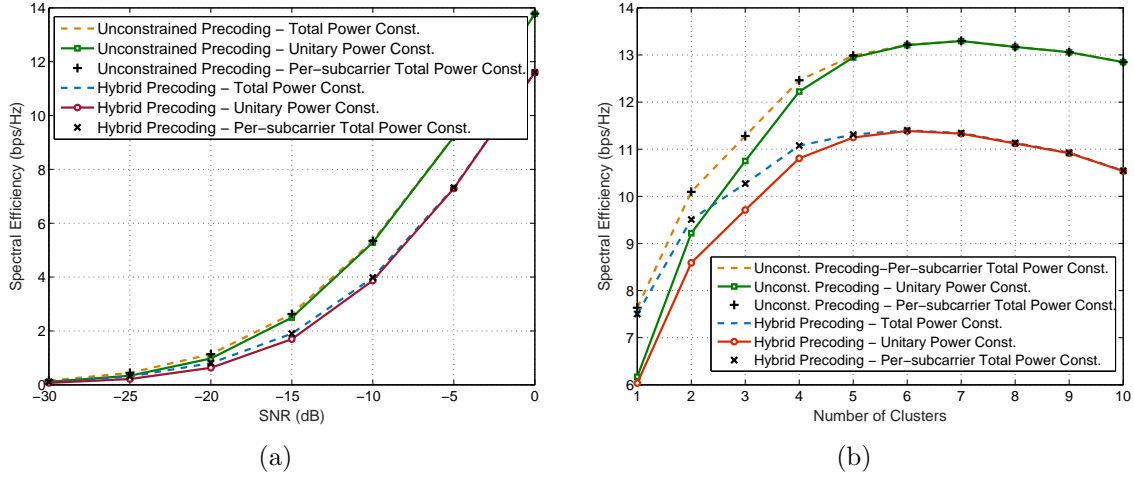 14
12
10
8
6
4
2
0
−30
−25
−20
−15
−10
−5
0
SNR (dB)
Spectral Efficiency (bps/Hz)
Unconstrained Precoding − Total Power Const.
Unconstrained Precoding − Unitary Power Const.
Unconstrained Precoding − Per−subcarrier Total Power Const.
Hybrid Precoding − Total Power Const.
Hybrid Precoding − Unitary Power Const.
Hybrid Precoding − Per−subcarrier Total Power Const.
(a)
14
13
12
11
10
9
8
7
6
1
2
3
4
5
6
7
8
9
10
Number of Clusters
Spectral Efficiency (bps/Hz)
Unconst. Precoding−Per−subcarrier Total Power Const.
Unconst. Precoding − Unitary Power Const.
Unconst. Precoding − Per−subcarrier Total Power Const.
Hybrid Precoding − Total Power Const.
Hybrid Precoding − Unitary Power Const.
Hybrid Precoding − Per−subcarrier Total Power Const.
(b)